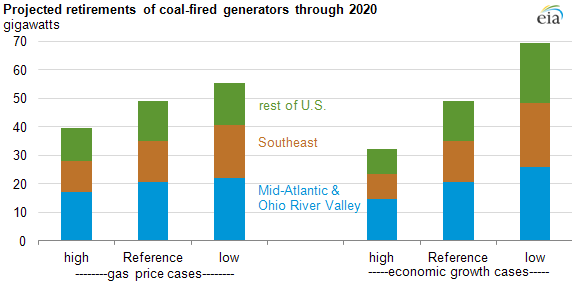 Projected retirements of coal-fired generators through 2020
gigawatts
eia
70
60
50
40
30
20
10
0
rest of U.S.
Southeast
Mid-Atlantic &
Ohio River Valley
high Reference low high Reference low
--------gas price cases-------- -----economic growth cases-----